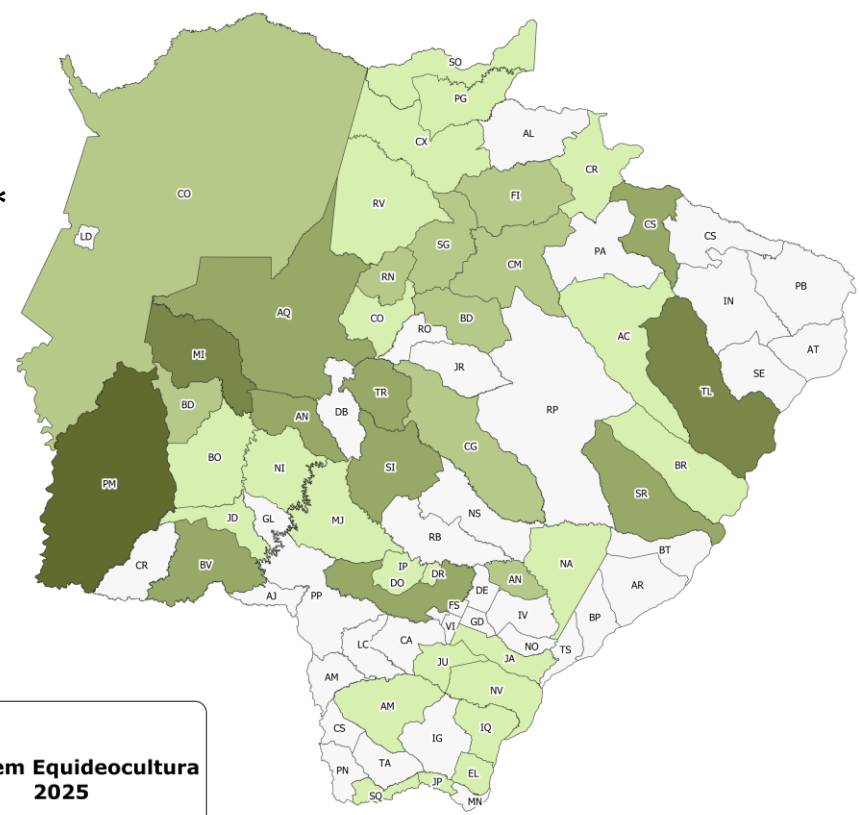 SO
PG
AL
CX
CR
CO
*
RV
FI
LD
SG
CS
CS
PA
RN
CM
PB
IN
AQ
CO
BD
RO
AC
AT
MI
JR
SE
TL
BD
AN
DB
TR
RP
CG
BO
NI
SI
BR
PM
SR
JD
GL
MJ
NS
RB
CR
BV
BT
IP
NA
AJ
PP
DO
DR
AN
DE
AR
FS
IV
BP
VI
GD
LC
CA
NO
TS
JU
JA
AM
NV
AM
CS
IG
IQ
PN
TA
EL
SQ
JP
MN
em Equideocultura
2025